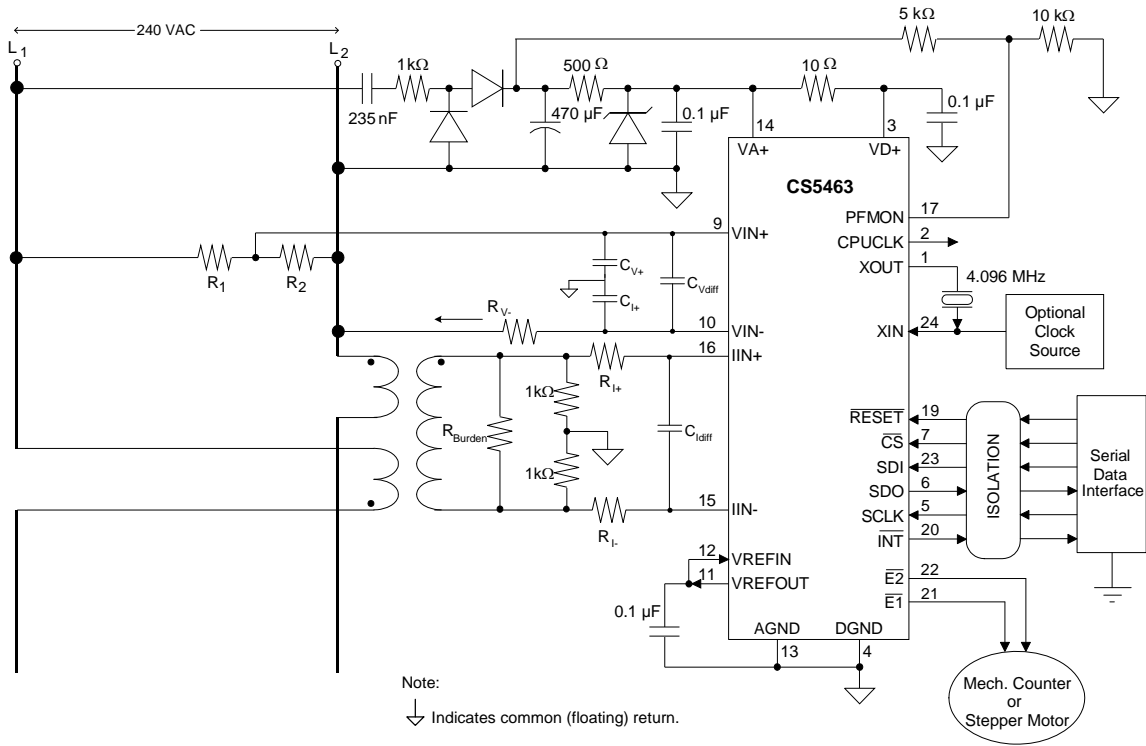 240 VAC
L1
L2
5 kΩ
10 kΩ
1kΩ
500 Ω
10 Ω
235 nF
470 µF
0.1 µF
0.1 µF
14
3
VA+
VD+
CS5463
9
VIN+
PFMON
17
CPUCLK
2
XOUT
1
4.096 MHz
R1
R2
CV+
CI+
CVdiff
RV-
10
VIN-
XIN
24
Optional
Clock
Source
16
IIN+
RI+
1kΩ
RBurden
CIdiff
1kΩ
15
IIN-
RI-
RESET
19
CS
7
SDI
23
SDO
6
SCLK
5
INT
20
ISOLATION
Serial
Data
Interface
12
VREFIN
11
VREFOUT
E2
22
E1
21
0.1 µF
AGND
DGND
13
4
Mech. Counter
or
Stepper Motor
Note:
Indicates common (floating) return.